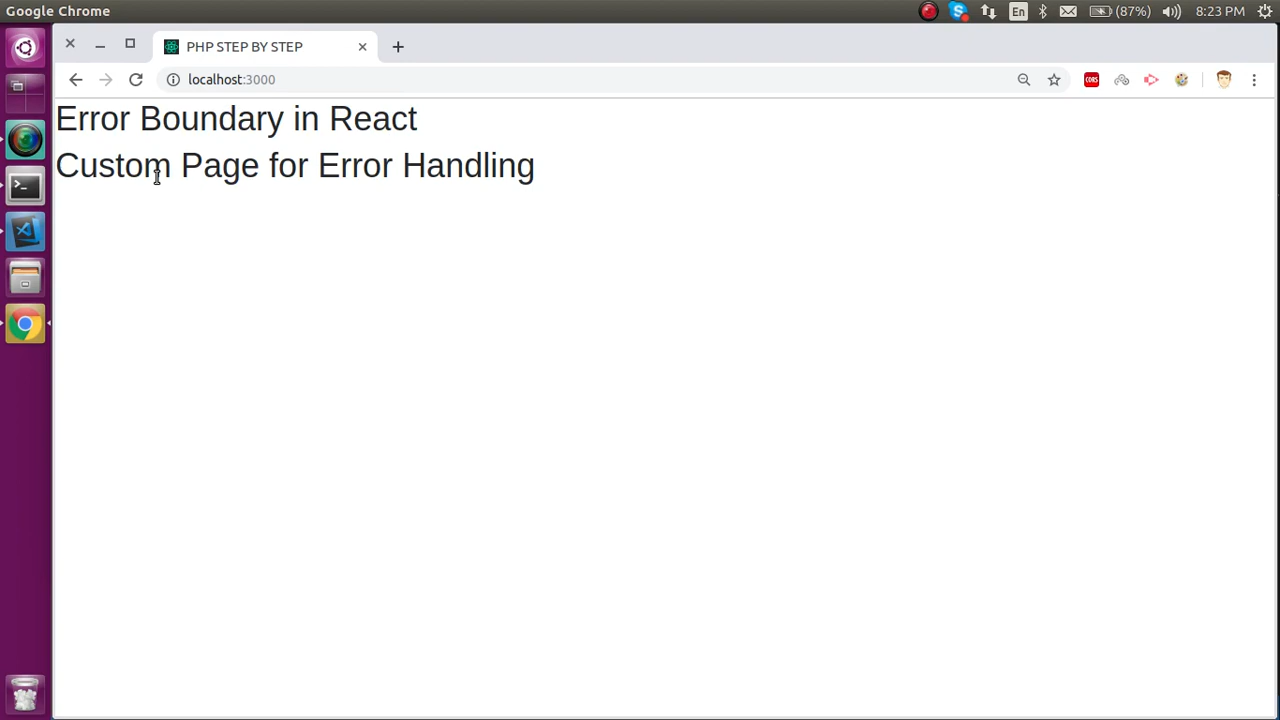 Google Chrome
En
(87%)
8:23 PM
PHP STEP BY STEP
localhost:3000
CORS
Error Boundary in React
Custom Page for Error Handling